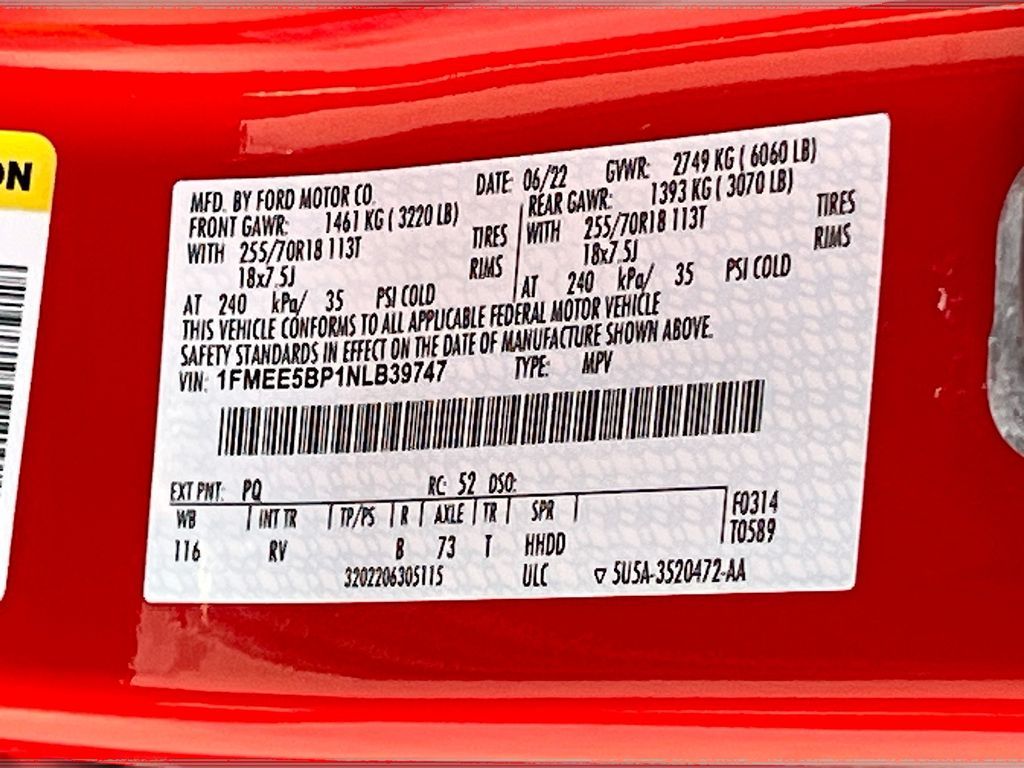 ON
MFD. BY FORD MOTOR CO. DATE: 06/22 GVWR: 2749 KG ( 6060 LB)
FRONT GAWR: 1461 KG ( 3220 LB) REAR GAWR: 1393 KG ( 3070 LB)
WITH 255/70R18 113T TIRES WITH 255/70R18 113T TIRES
18x7.5J RIMS 18x7.5J RIMS
AT 240 kPa/ 35 PSI COLD AT 240 kPa/ 35 PSI COLD
THIS VEHICLE CONFORMS TO ALL APPLICABLE FEDERAL MOTOR VEHICLE
SAFETY STANDARDS IN EFFECT ON THE DATE OF MANUFACTURE SHOWN ABOVE.
VIN: 1FMEE5BP1NLB39747 TYPE: MPV
EXT PNT: PQ RC: 52 DSO:
WB INT TR TP/PS R AXLE TR SPR F0314
116 RV B 73 T HHDD T0589
3202206305115 ULC ▽ 5U5A-3520472-AA